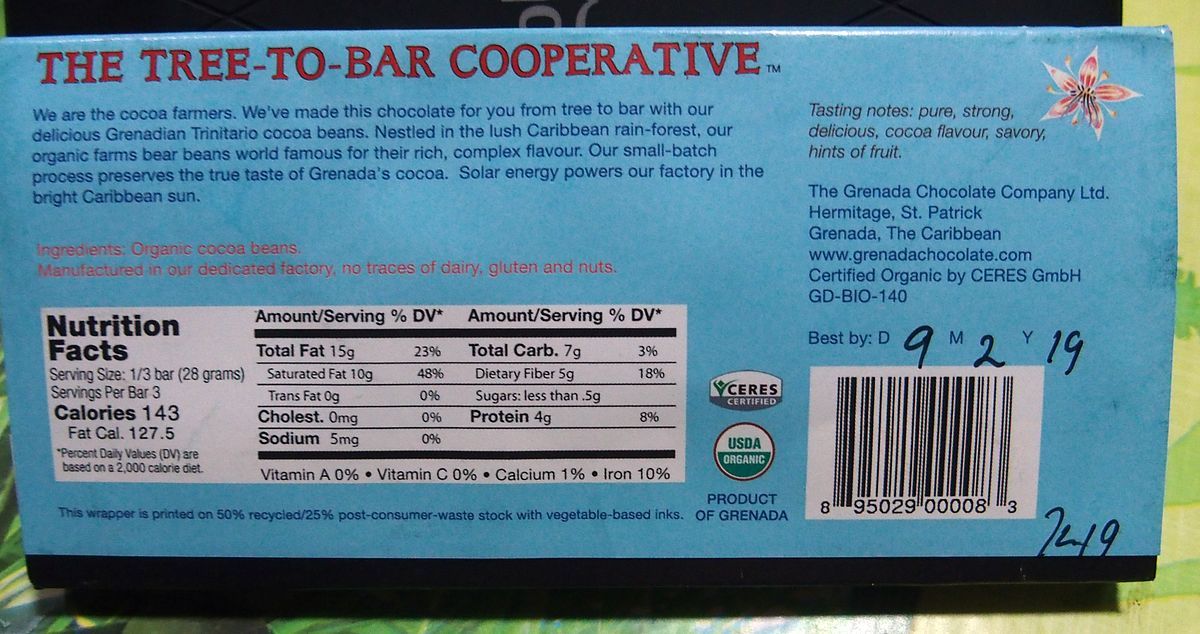 THE TREE-TO-BAR COOPERATIVE™
We are the cocoa farmers. We've made this chocolate for you from tree to bar with our
delicious Grenadian Trinitario cocoa beans. Nestled in the lush Caribbean rain-forest, our
organic farms bear beans world famous for their rich, complex flavour. Our small-batch
process preserves the true taste of Grenada's cocoa. Solar energy powers our factory in the
bright Caribbean sun.
Ingredients: Organic cocoa beans.
Manufactured in our dedicated factory, no traces of dairy, gluten and nuts.
Nutrition
Facts
Serving Size: 1/3 bar (28 grams)
Servings Per Bar 3
Calories 143
Fat Cal. 127.5
*Percent Daily Values (DV) are
based on a 2,000 calorie diet.
Amount/Serving % DV* Amount/Serving % DV*
Total Fat 15g 23% Total Carb. 7g 3%
Saturated Fat 10g 48% Dietary Fiber 5g 18%
Trans Fat 0g 0% Sugars: less than .5g
Cholest. 0mg 0% Protein 4g 8%
Sodium 5mg 0%
Vitamin A 0% • Vitamin C 0% • Calcium 1% • Iron 10%
This wrapper is printed on 50% recycled/25% post-consumer-waste stock with vegetable-based inks.
Tasting notes: pure, strong,
delicious, cocoa flavour, savory,
hints of fruit.
The Grenada Chocolate Company Ltd.
Hermitage, St. Patrick
Grenada, The Caribbean
www.grenadachocolate.com
Certified Organic by CERES GmbH
GD-BIO-140
Best by: D 9 M 2 Y 19
CERES
CERTIFIED
USDA
ORGANIC
PRODUCT
OF GRENADA
8 95029 00008 3